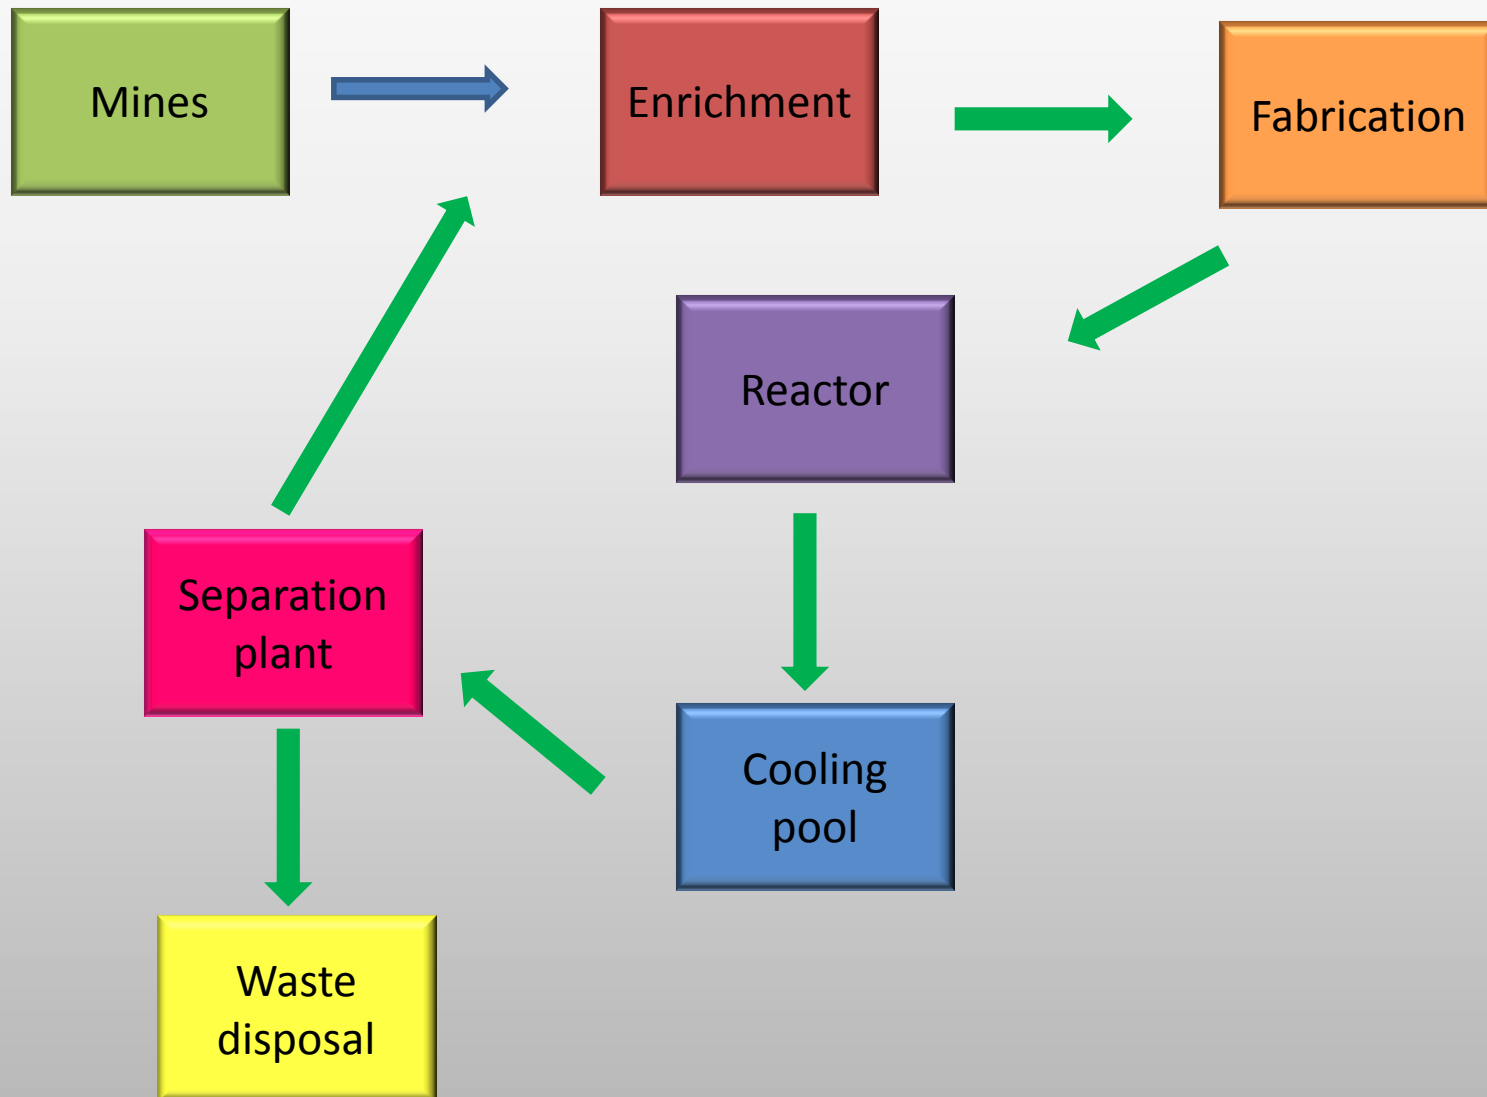 Mines
Enrichment
Fabrication
Reactor
Separation
plant
Cooling
pool
Waste
disposal